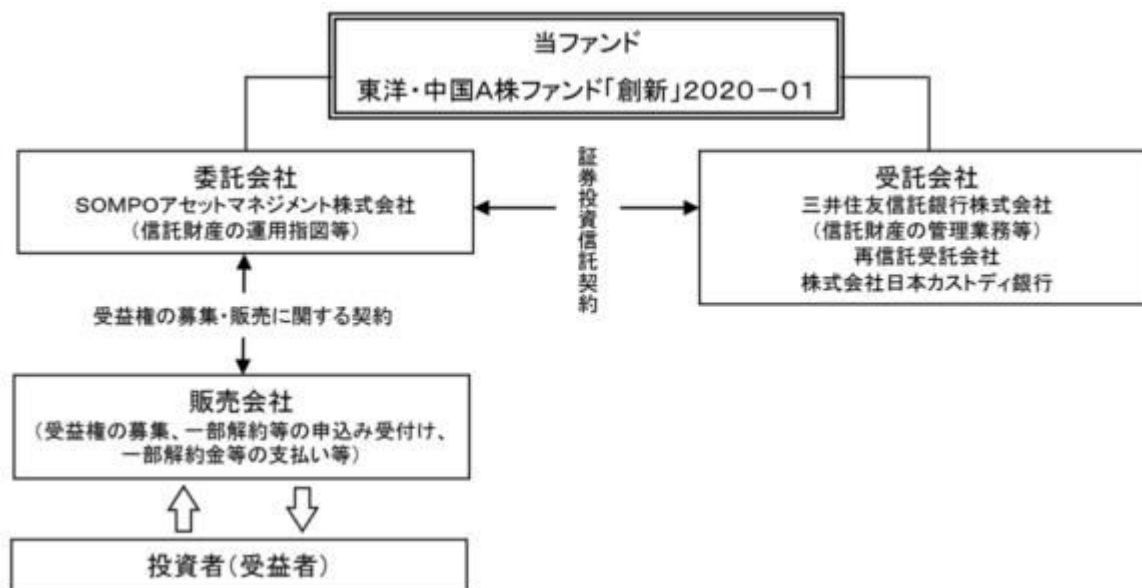 当ファンド
東洋・中国A株ファンド「創新」2020-01
委託会社
SOMPOアセットマネジメント株式会社
(信託財産の運用指図等)
証券投資信託契約
受託会社
三井住友信託銀行株式会社
(信託財産の管理業務等)
再信託受託会社
株式会社日本カストディ銀行
受益権の募集・販売に関する契約
販売会社
(受益権の募集、一部解約等の申込み受付け、
一部解約金等の支払い等)
投資者(受益者)